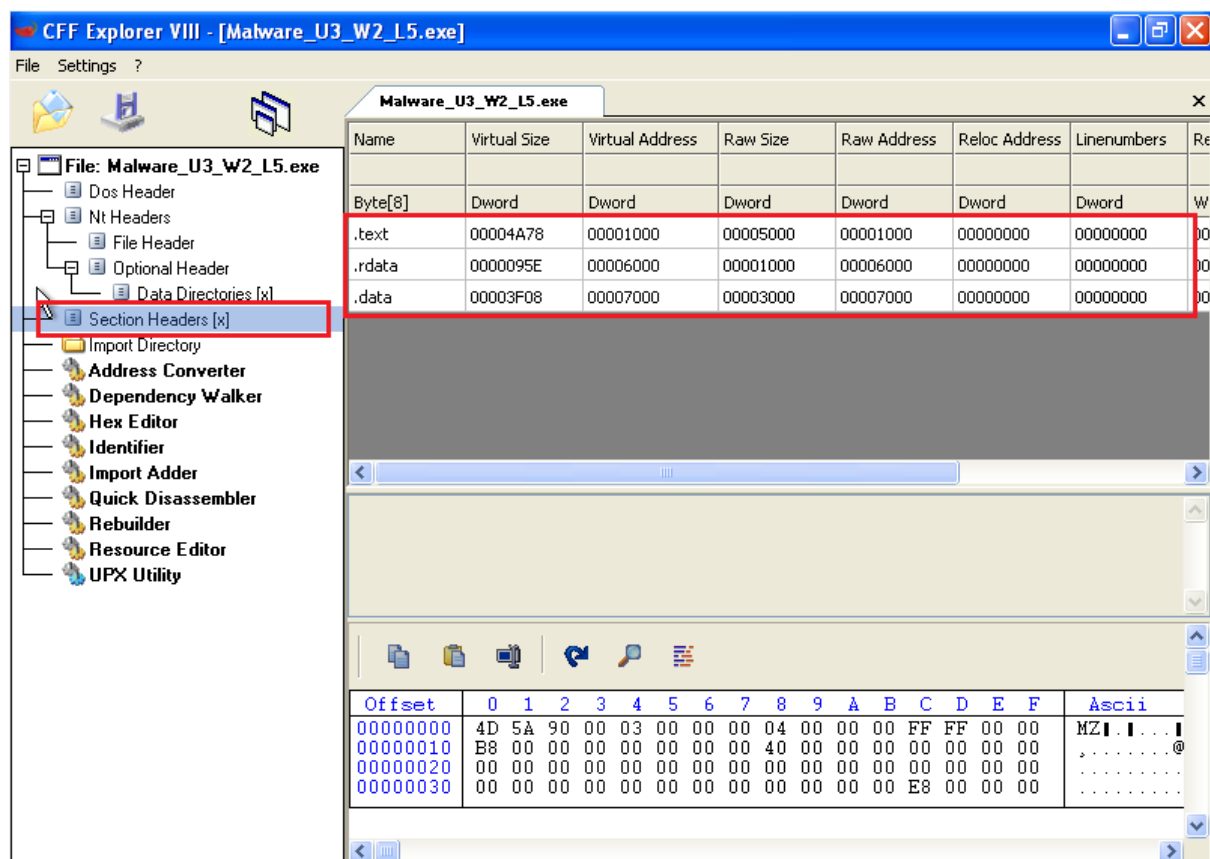 CFF Explorer VIII - [Malware_U3_W2_L5.exe]
File Settings ?
Malware_U3_W2_L5.exe
File: Malware_U3_W2_L5.exe
Dos Header
Nt Headers
File Header
Optional Header
Data Directories [x]
Section Headers [x]
Import Directory
Address Converter
Dependency Walker
Hex Editor
Identifier
Import Adder
Quick Disassembler
Rebuilder
Resource Editor
UPX Utility
Name Virtual Size Virtual Address Raw Size Raw Address Reloc Address Linenumbers Re
Byte[8] Dword Dword Dword Dword Dword Dword W
.text 00004A78 00001000 00005000 00001000 00000000 00000000 00
.rdata 0000095E 00006000 00001000 00006000 00000000 00000000 00
.data 00003F08 00007000 00003000 00007000 00000000 00000000 00
Offset 0 1 2 3 4 5 6 7 8 9 A B C D E F Ascii
00000000 4D 5A 90 00 03 00 00 00 04 00 00 00 FF FF 00 00 MZ▌.▌...▌
00000010 B8 00 00 00 00 00 00 00 40 00 00 00 00 00 00 00 ¸.......@
00000020 00 00 00 00 00 00 00 00 00 00 00 00 00 00 00 00 .........
00000030 00 00 00 00 00 00 00 00 00 00 00 00 E8 00 00 00 .........